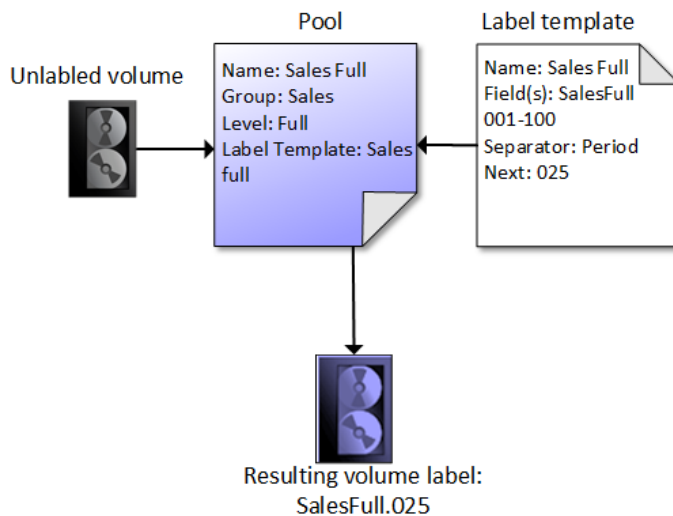 Pool
Label template
Unlabled volume
Name: Sales Full
Group: Sales
Level: Full
Label Template: Sales
full
Name: Sales Full
Field(s): SalesFull
001-100
Separator: Period
Next: 025
Resulting volume label:
SalesFull.025